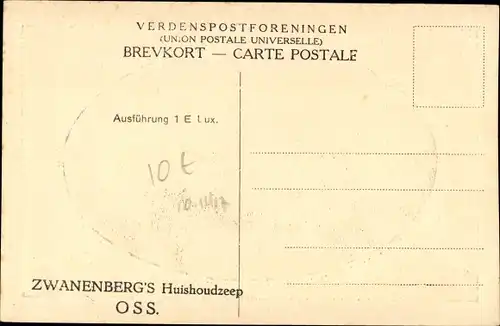 VERDENSPOSTFORENINGEN
(UNION POSTALE UNIVERSELLE)
BREVKORT — CARTE POSTALE
Ausführung 1 E Lux.
10 t
ZWANENBERG'S Huishoudzeep
OSS.